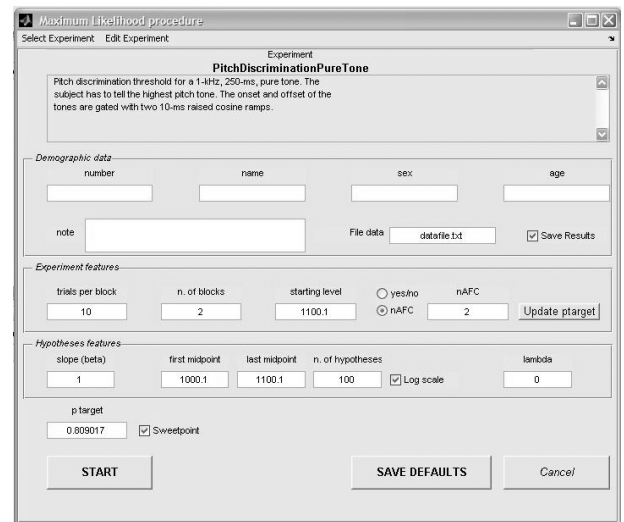 Maximum Likelihood procedure
Select Experiment Edit Experiment
Experiment
PitchDiscriminationPureTone
Pitch discrimination threshold for a 1-kHz, 250-ms, pure tone. The
subject has to tell the highest pitch tone. The onset and offset of the
tones are gated with two 10-ms raised cosine ramps.
Demographic data
number name sex age
note File data datafile.txt Save Results
Experiment features
trials per block n. of blocks starting level yes/no nAFC
10 2 1100.1 nAFC 2 Update ptarget
Hypotheses features
slope (beta) first midpoint last midpoint n. of hypotheses lambda
1 1000.1 1100.1 100 Log scale 0
p target
0.809017 Sweetpoint
START SAVE DEFAULTS Cancel